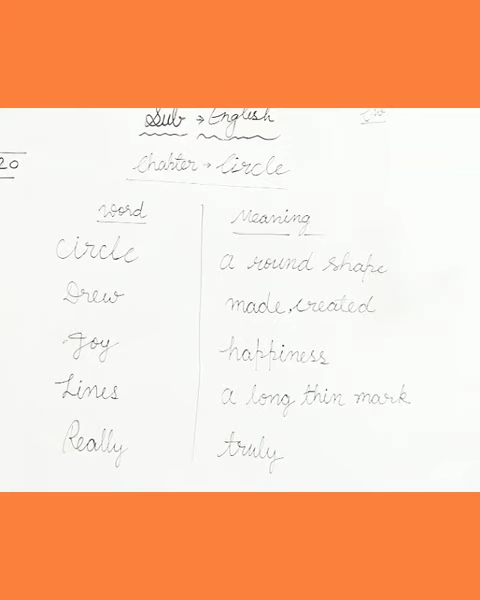 Sub → English
20
Chapter → Circle
Word Meaning
Circle a round shape
Drew made, created
Joy happiness
Lines a long thin mark
Really truly